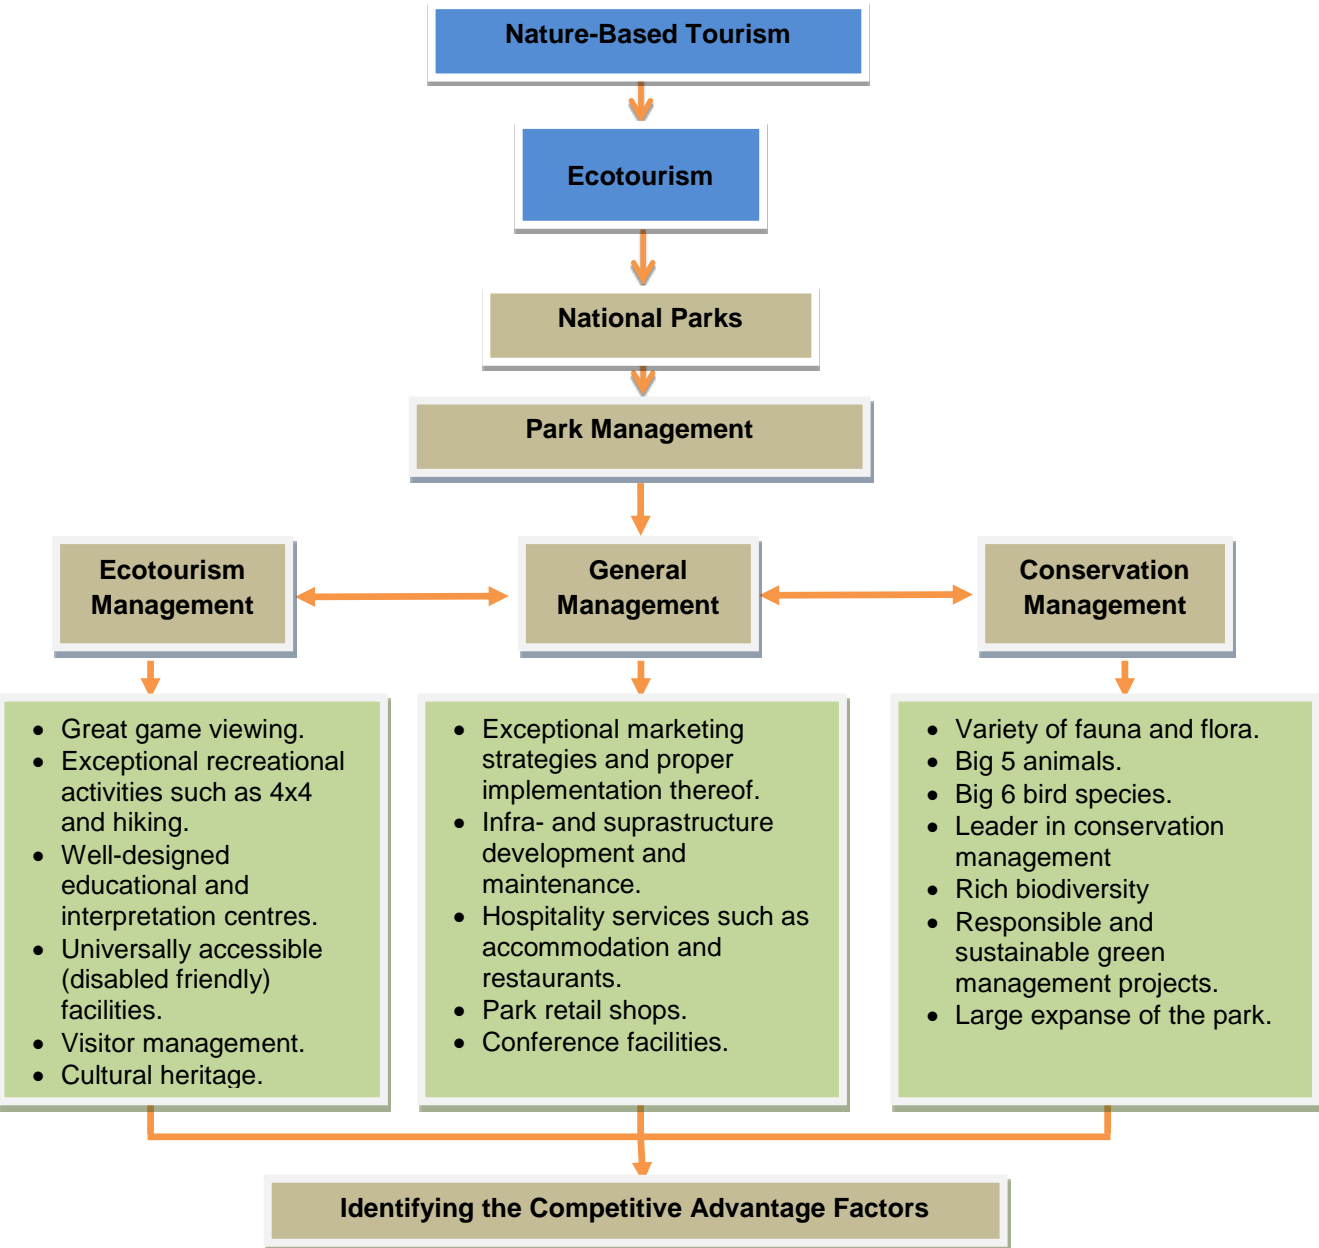 Nature-Based Tourism
Ecotourism
National Parks
Park Management
Ecotourism
Management
General
Management
Conservation
Management
• Great game viewing.
• Exceptional recreational
activities such as 4x4
and hiking.
• Well-designed
educational and
interpretation centres.
• Universally accessible
(disabled friendly)
facilities.
• Visitor management.
• Cultural heritage.
• Exceptional marketing
strategies and proper
implementation thereof.
• Infra- and suprastructure
development and
maintenance.
• Hospitality services such as
accommodation and
restaurants.
• Park retail shops.
• Conference facilities.
• Variety of fauna and flora.
• Big 5 animals.
• Big 6 bird species.
• Leader in conservation
management
• Rich biodiversity
• Responsible and
sustainable green
management projects.
• Large expanse of the park.
Identifying the Competitive Advantage Factors